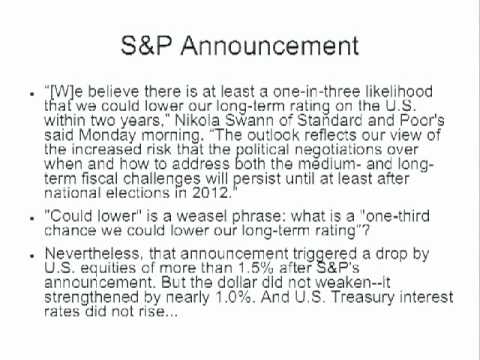 S&P Announcement
• "[W]e believe there is at least a one-in-three likelihood
that we could lower our long-term rating on the U.S.
within two years," Nikola Swann of Standard and Poor's
said Monday morning. "The outlook reflects our view of
the increased risk that the political negotiations over
when and how to address both the medium- and long-
term fiscal challenges will persist until at least after
national elections in 2012."
• "Could lower" is a weasel phrase: what is a "one-third
chance we could lower our long-term rating"?
• Nevertheless, that announcement triggered a drop by
U.S. equities of more than 1.5% after S&P's
announcement. But the dollar did not weaken--it
strengthened by nearly 1.0%. And U.S. Treasury interest
rates did not rise...